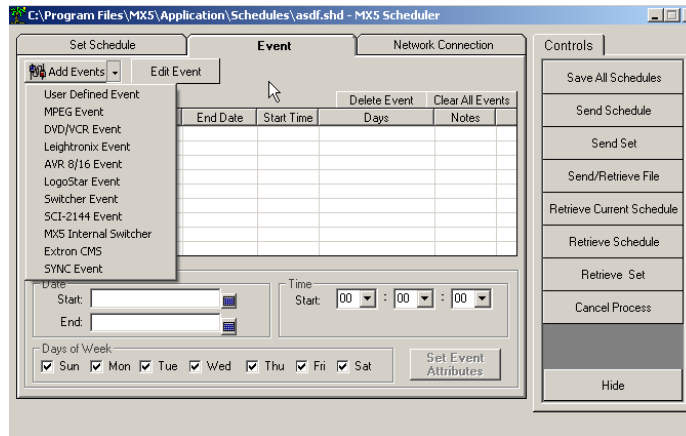 C:\Program Files\MX5\Application\Schedules\asdf.shd - MX5 Scheduler
Set Schedule
Event
Network Connection
Controls
Add Events
Edit Event
User Defined Event
MPEG Event
DVD/VCR Event
Leightronix Event
AVR 8/16 Event
LogoStar Event
Switcher Event
SCI-2144 Event
MX5 Internal Switcher
Extron CMS
SYNC Event
Delete Event
Clear All Events
End Date
Start Time
Days
Notes
Date
Start:
End:
Time
Start: 00 : 00 : 00
Days of Week
Sun Mon Tue Wed Thu Fri Sat
Set Event Attributes
Save All Schedules
Send Schedule
Send Set
Send/Retrieve File
Retrieve Current Schedule
Retrieve Schedule
Retrieve Set
Cancel Process
Hide